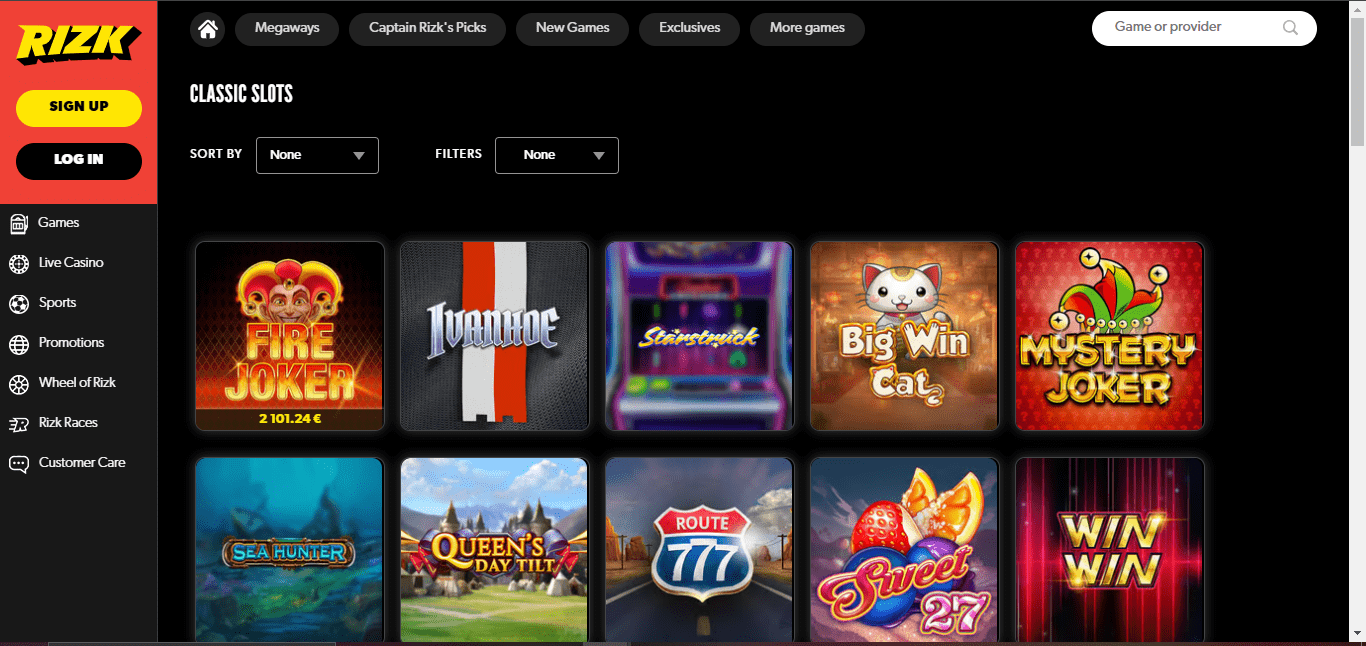 RIZK
SIGN UP
LOG IN
Games
Live Casino
Sports
Promotions
Wheel of Rizk
Rizk Races
Customer Care
Megaways
Captain Rizk's Picks
New Games
Exclusives
More games
Game or provider
CLASSIC SLOTS
SORT BY
None
FILTERS
None
FIRE
JOKER
2 101.24 €
IVANHOE
Starstruck
Big Win
Cat
MYSTERY
JOKER
SEA HUNTER
QUEEN'S
DAY TILT
ROUTE
777
Sweet
27
WIN
WIN